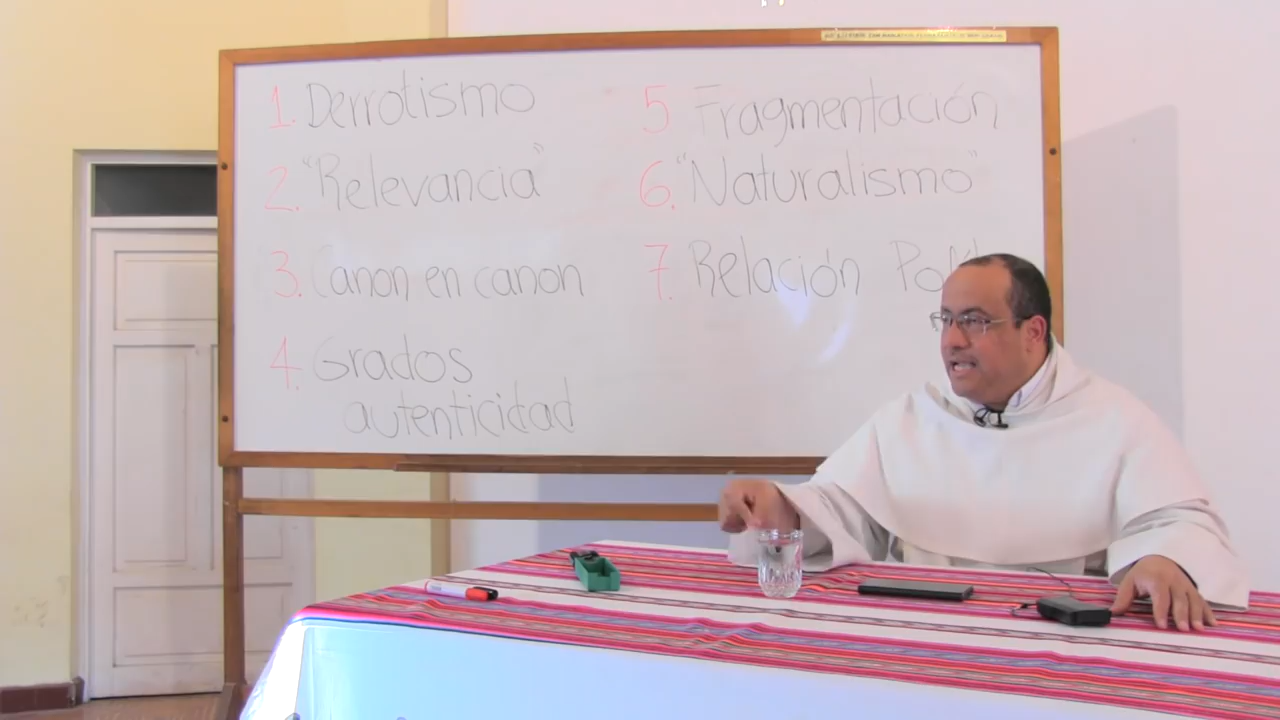 1. Derrotismo
2. "Relevancia"
3. Canon en canon
4. Grados
autenticidad
5 Fragmentación
6. "Naturalismo"
7. Relación